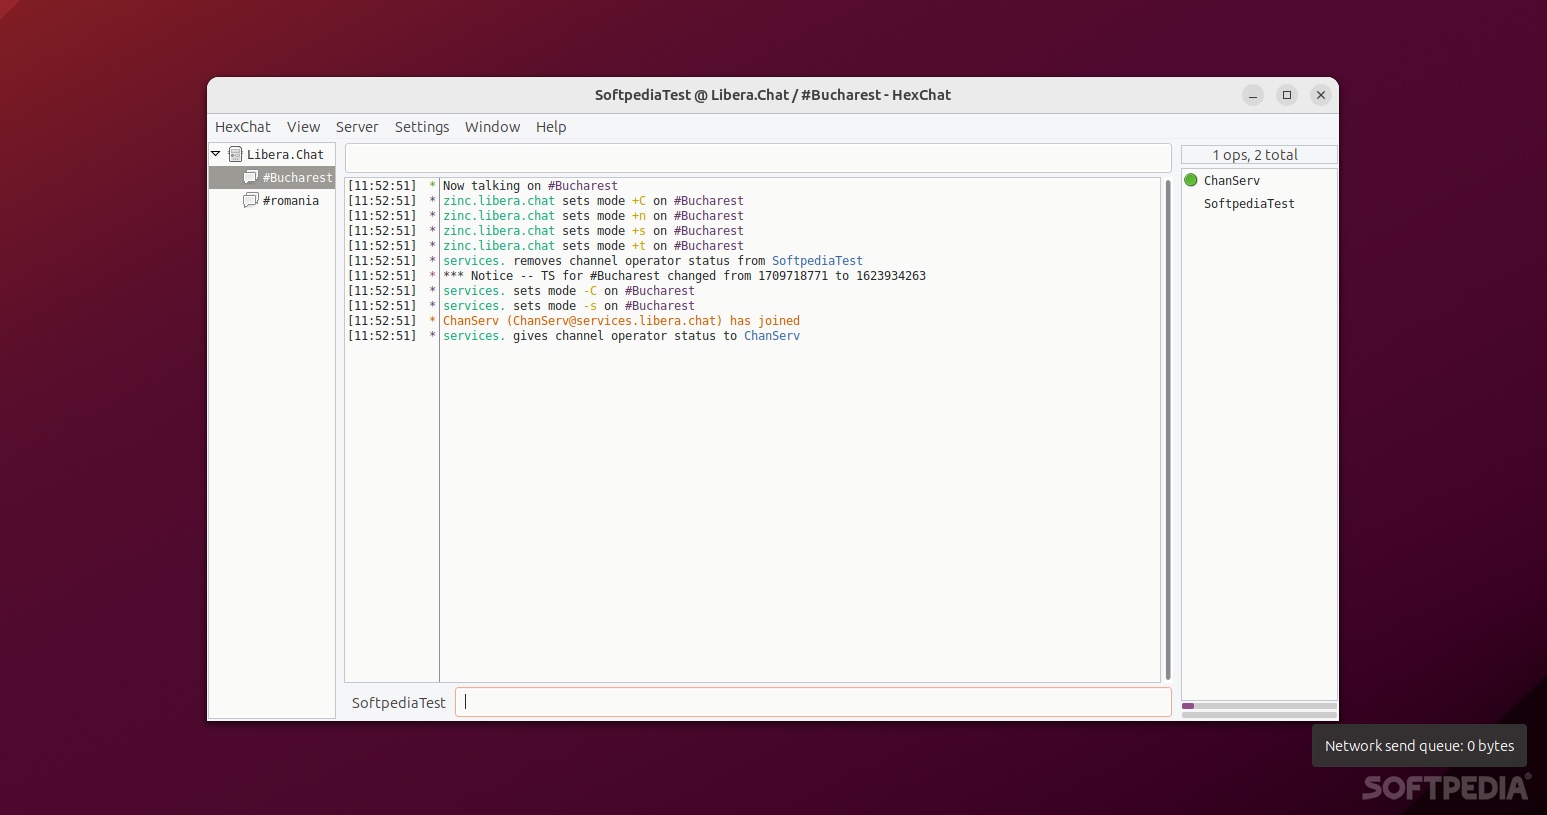 SoftpediaTest @ Libera.Chat / #Bucharest - HexChat
HexChat View Server Settings Window Help
Libera.Chat
#Bucharest
#romania
[11:52:51] * Now talking on #Bucharest
[11:52:51] * zinc.libera.chat sets mode +C on #Bucharest
[11:52:51] * zinc.libera.chat sets mode +n on #Bucharest
[11:52:51] * zinc.libera.chat sets mode +s on #Bucharest
[11:52:51] * zinc.libera.chat sets mode +t on #Bucharest
[11:52:51] * services. removes channel operator status from SoftpediaTest
[11:52:51] * *** Notice -- TS for #Bucharest changed from 1709718771 to 1623934263
[11:52:51] * services. sets mode -C on #Bucharest
[11:52:51] * services. sets mode -s on #Bucharest
[11:52:51] * ChanServ (ChanServ@services.libera.chat) has joined
[11:52:51] * services. gives channel operator status to ChanServ
SoftpediaTest
1 ops, 2 total
ChanServ
SoftpediaTest
Network send queue: 0 bytes
SOFTPEDIA®